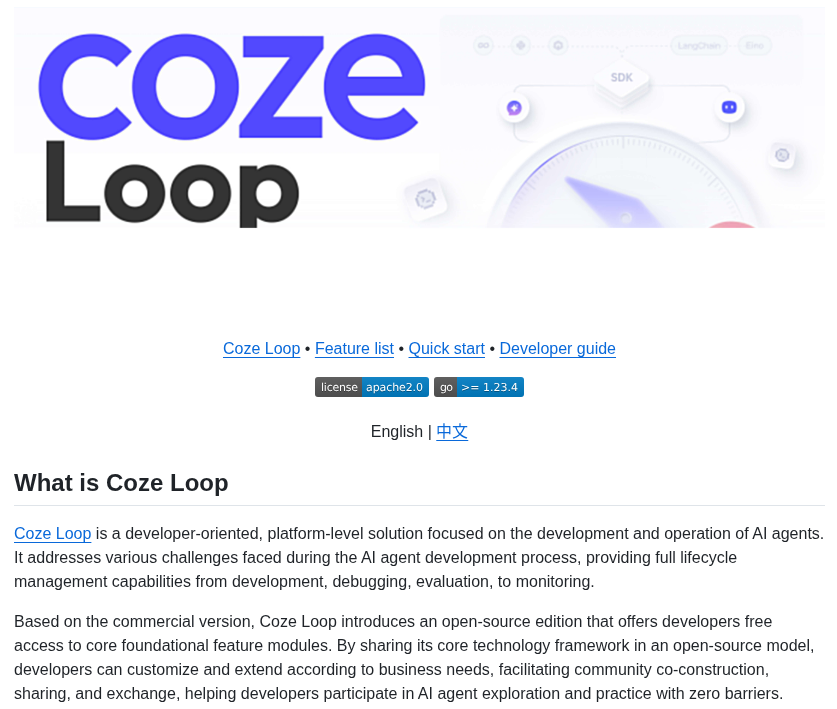 coze
Loop
LangChain
Eino
SDK
Coze Loop • Feature list • Quick start • Developer guide
license apache2.0 go >= 1.23.4
English | 中文
What is Coze Loop
Coze Loop is a developer-oriented, platform-level solution focused on the development and operation of AI agents.
It addresses various challenges faced during the AI agent development process, providing full lifecycle
management capabilities from development, debugging, evaluation, to monitoring.
Based on the commercial version, Coze Loop introduces an open-source edition that offers developers free
access to core foundational feature modules. By sharing its core technology framework in an open-source model,
developers can customize and extend according to business needs, facilitating community co-construction,
sharing, and exchange, helping developers participate in AI agent exploration and practice with zero barriers.